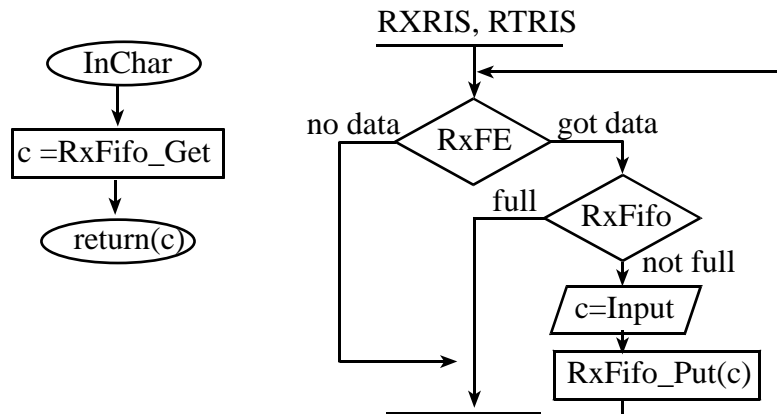 InChar
c =RxFifo_Get
return(c)
RXRIS, RTRIS
no data
RxFE
got data
full
RxFifo
not full
c=Input
RxFifo_Put(c)